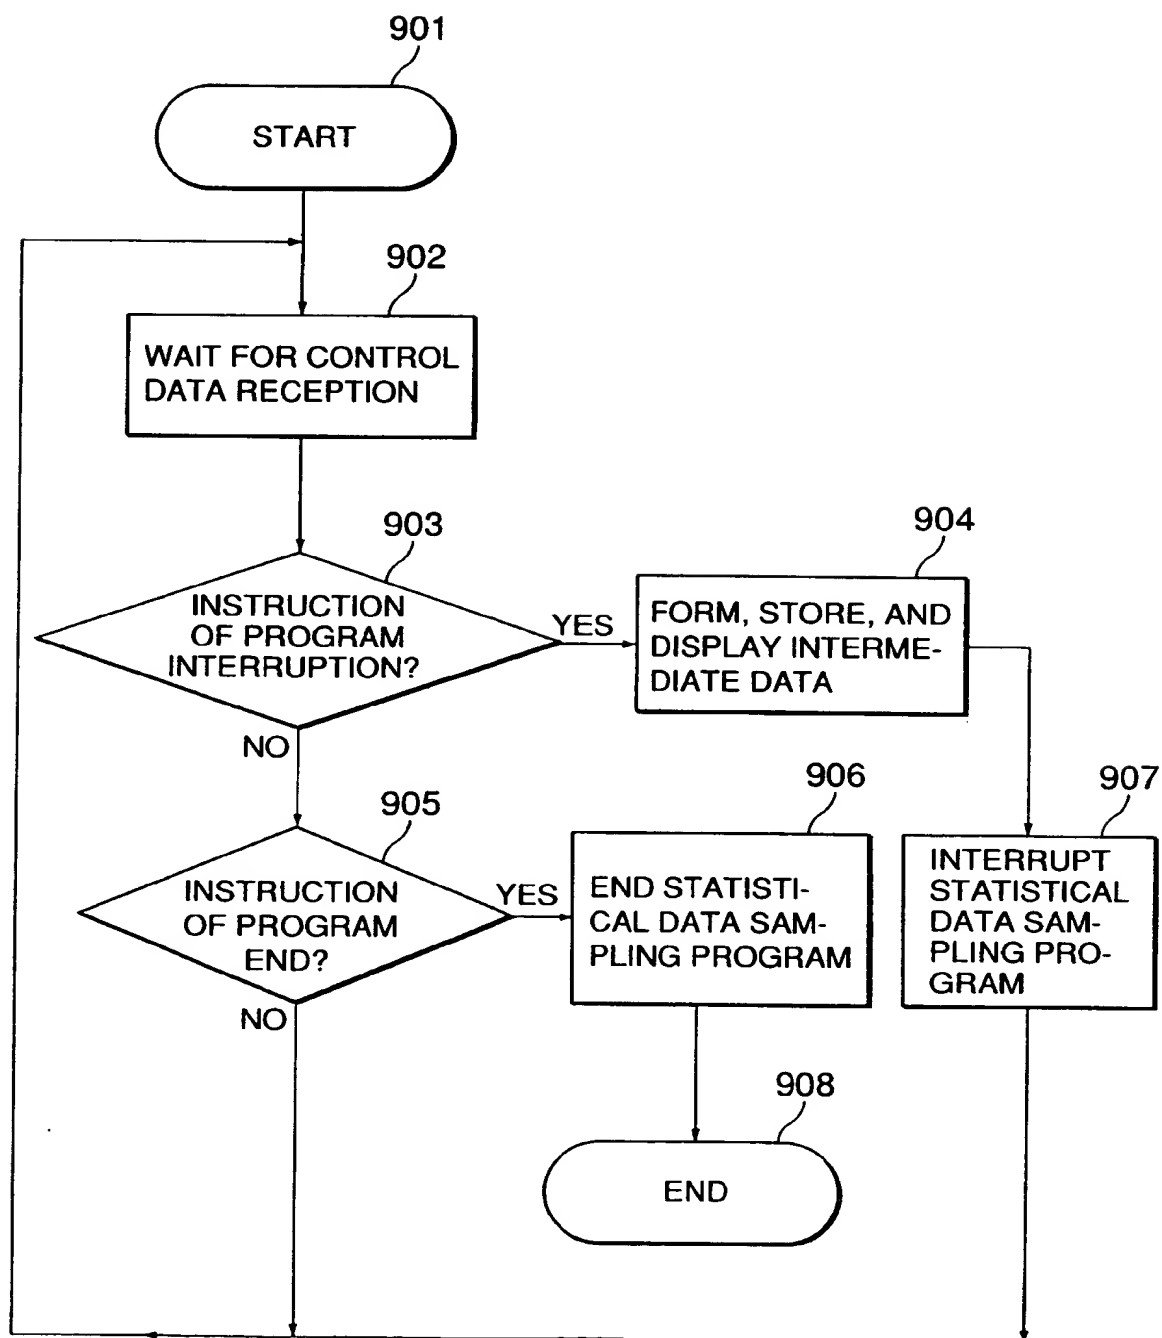 901
START
902
WAIT FOR CONTROL
DATA RECEPTION
903
INSTRUCTION
OF PROGRAM
INTERRUPTION?
YES
NO
904
FORM, STORE, AND
DISPLAY INTERME-
DIATE DATA
905
INSTRUCTION
OF PROGRAM
END?
YES
NO
906
END STATISTI-
CAL DATA SAM-
PLING PROGRAM
907
INTERRUPT
STATISTICAL
DATA SAM-
PLING PRO-
GRAM
908
END